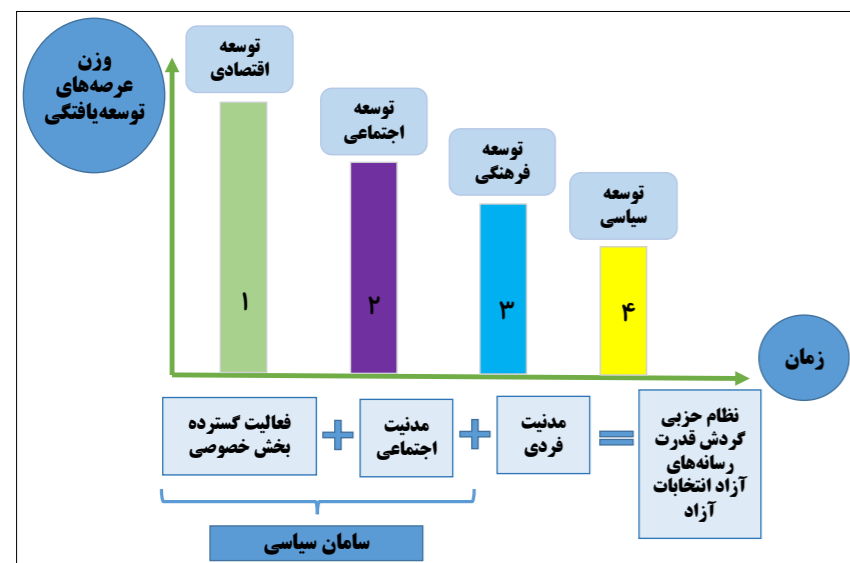 وزن
عرصه‌های
توسعه‌یافتگی
توسعه
اقتصادی
توسعه
اجتماعی
توسعه
فرهنگی
توسعه
سیاسی
۱
۲
۳
۴
زمان
فعالیت گسترده
بخش خصوصی
+
مدنیت
اجتماعی
+
مدنیت
فردی
=
نظام حزبی
گردش قدرت
رسانه‌های
آزاد انتخابات
آزاد
سامان سیاسی